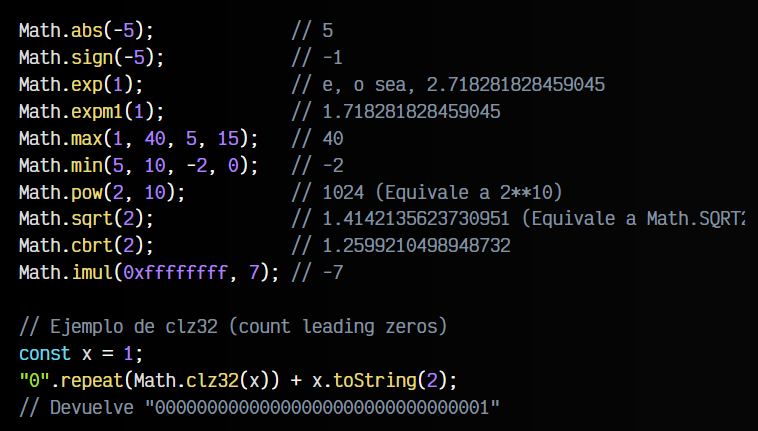 Math.abs(-5);             // 5
Math.sign(-5);            // -1
Math.exp(1);              // e, o sea, 2.718281828459045
Math.expm1(1);            // 1.718281828459045
Math.max(1, 40, 5, 15);   // 40
Math.min(5, 10, -2, 0);   // -2
Math.pow(2, 10);          // 1024 (Equivale a 2**10)
Math.sqrt(2);             // 1.4142135623730951 (Equivale a Math.SQRT2
Math.cbrt(2);             // 1.2599210498948732
Math.imul(0xffffffff, 7); // -7

// Ejemplo de clz32 (count leading zeros)
const x = 1;
"0".repeat(Math.clz32(x)) + x.toString(2);
// Devuelve "00000000000000000000000000000001"